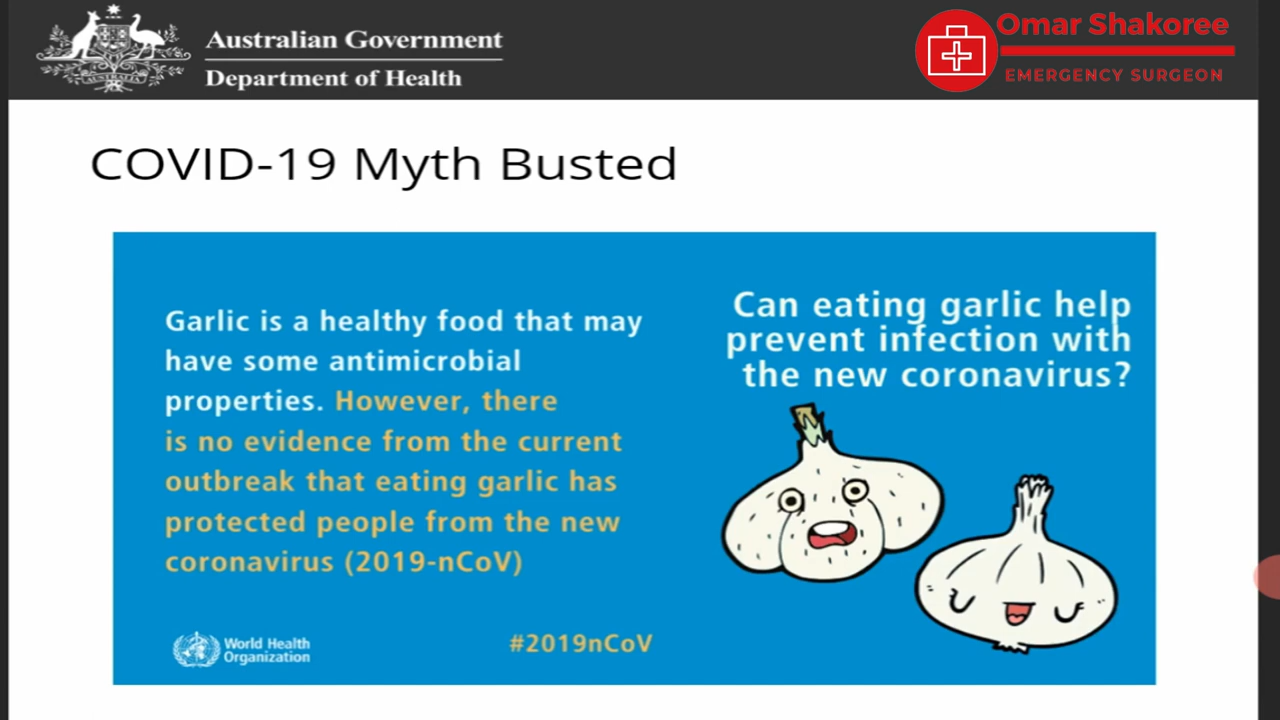 Australian Government
Department of Health
Omar Shakoree
EMERGENCY SURGEON
COVID-19 Myth Busted
Garlic is a healthy food that may
have some antimicrobial
properties. However, there
is no evidence from the current
outbreak that eating garlic has
protected people from the new
coronavirus (2019-nCoV)
Can eating garlic help
prevent infection with
the new coronavirus?
World Health
Organization
#2019nCoV